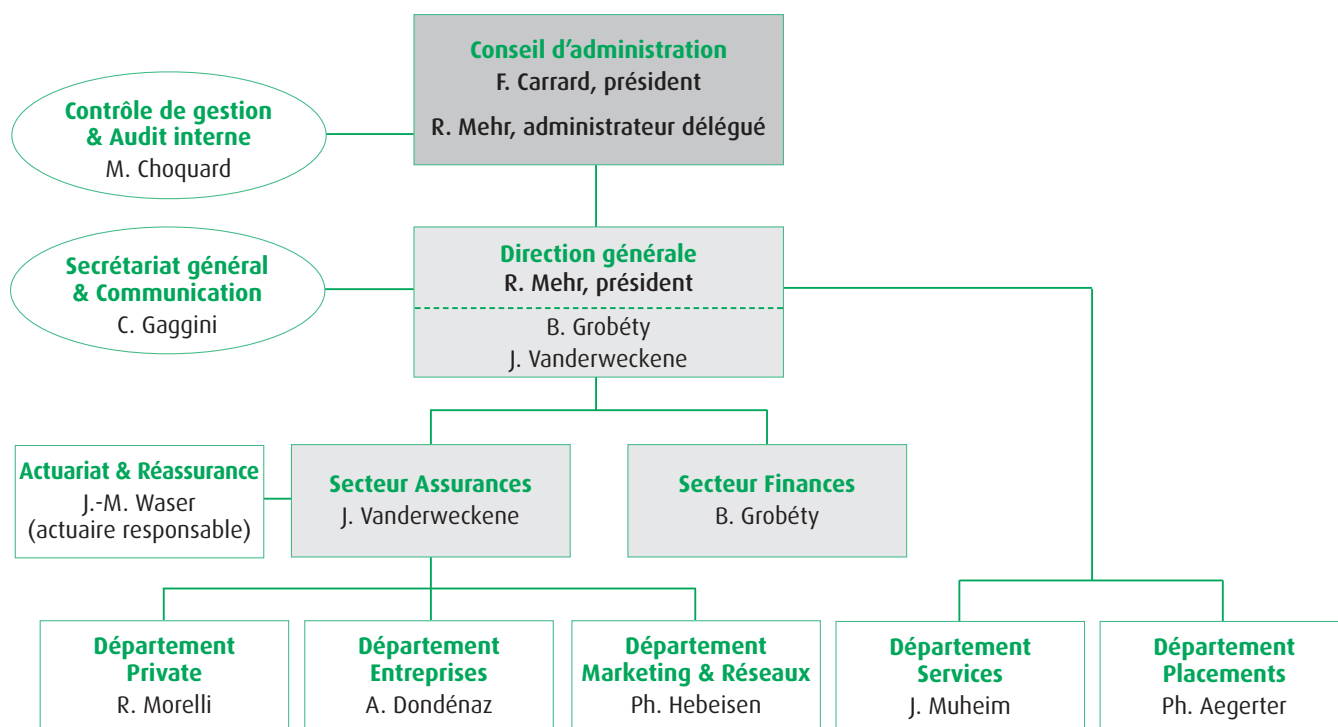 Conseil d'administration
F. Carrard, président
R. Mehr, administrateur délégué
Contrôle de gestion
& Audit interne
M. Choquard
Direction générale
R. Mehr, président
B. Grobéty
J. Vanderweckene
Secrétariat général
& Communication
C. Gaggini
Actuariat & Réassurance
J.-M. Waser
(actuaire responsable)
Secteur Assurances
J. Vanderweckene
Secteur Finances
B. Grobéty
Département
Private
R. Morelli
Département
Entreprises
A. Dondénaz
Département
Marketing & Réseaux
Ph. Hebeisen
Département
Services
J. Muheim
Département
Placements
Ph. Aegerter